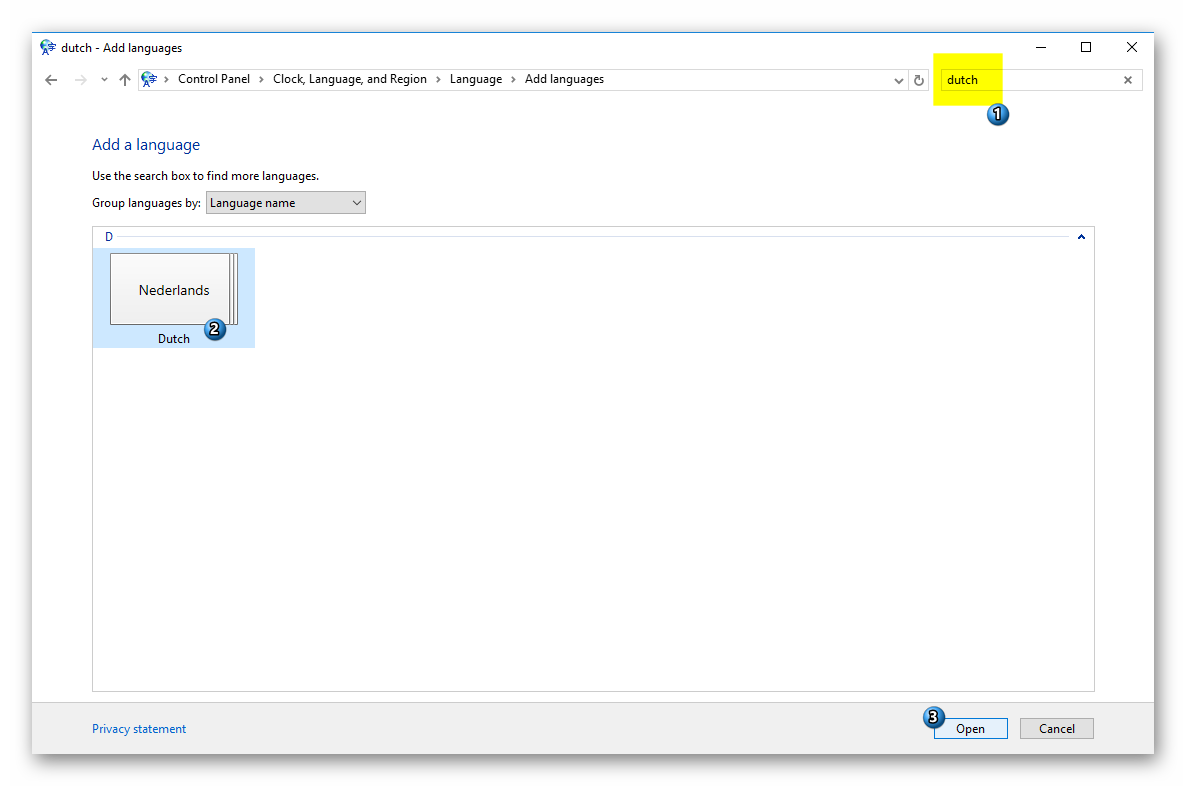 dutch - Add languages
Control Panel > Clock, Language, and Region > Language > Add languages
dutch
1
Add a language
Use the search box to find more languages.
Group languages by: Language name
D
Nederlands
2
Dutch
Privacy statement
3
Open
Cancel